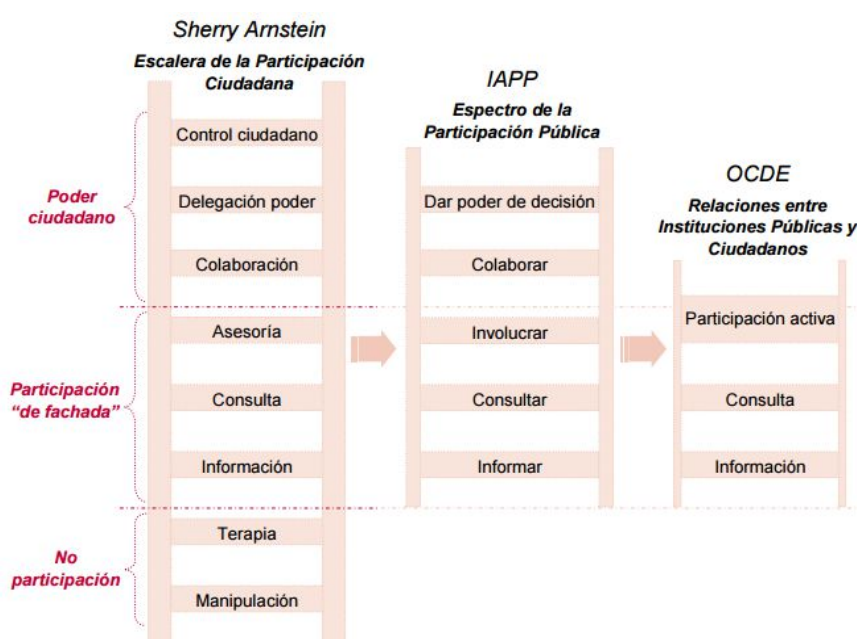 Sherry Arnstein
Escalera de la Participación
Ciudadana
Control ciudadano
Delegación poder
Colaboración
Asesoría
Consulta
Información
Terapia
Manipulación
Poder
ciudadano
Participación
“de fachada”
No
participación
IAPP
Espectro de la
Participación Pública
Dar poder de decisión
Colaborar
Involucrar
Consultar
Informar
OCDE
Relaciones entre
Instituciones Públicas y
Ciudadanos
Participación activa
Consulta
Información